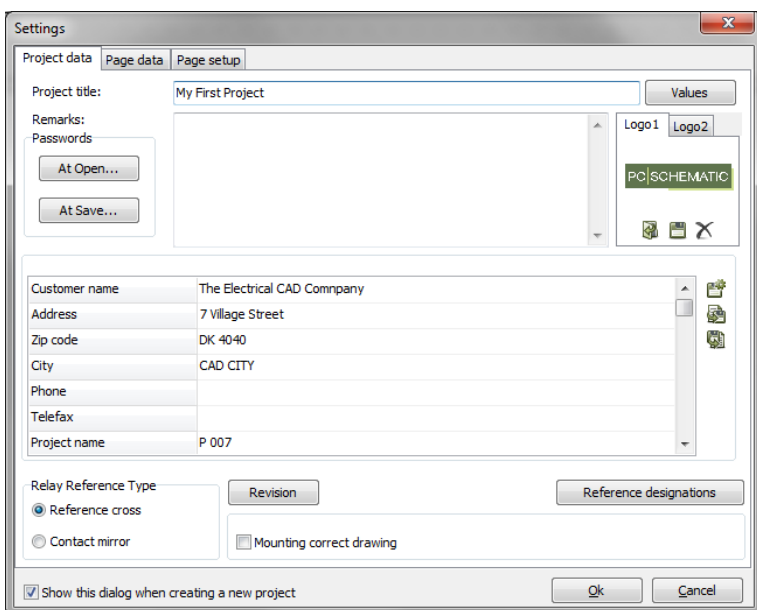 Settings
x
Project data Page data Page setup
Project title: My First Project Values
Remarks:
Passwords
At Open...
At Save...
Logo1 Logo2
PC|SCHEMATIC
Customer name The Electrical CAD Comnpany
Address 7 Village Street
Zip code DK 4040
City CAD CITY
Phone
Telefax
Project name P 007
Relay Reference Type
Reference cross
Contact mirror
Revision
Reference designations
Mounting correct drawing
Show this dialog when creating a new project
Ok Cancel